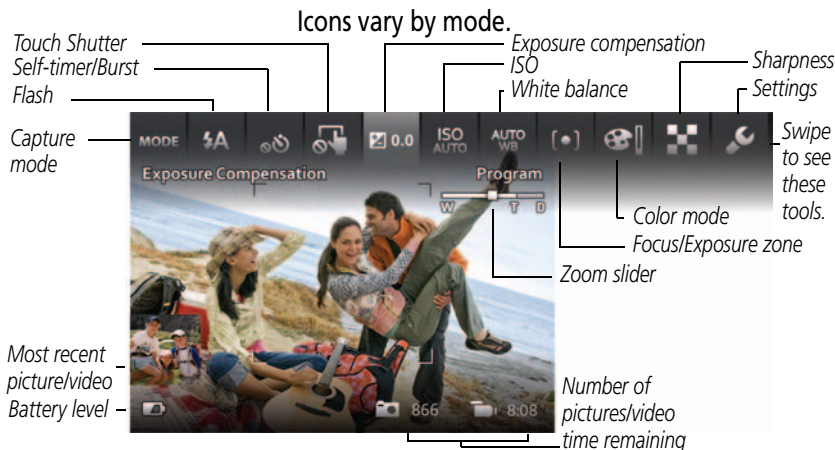 Icons vary by mode.
Touch Shutter
Self-timer/Burst
Flash
Capture
mode
Exposure compensation
ISO
White balance
Sharpness
Settings
MODE
A
0.0
ISO
AUTO
AUTO
WB
Swipe
to see
these
tools.
Exposure Compensation
Program
W T D
Color mode
Focus/Exposure zone
Zoom slider
Most recent
picture/video
Battery level
866
8:08
Number of
pictures/video
time remaining